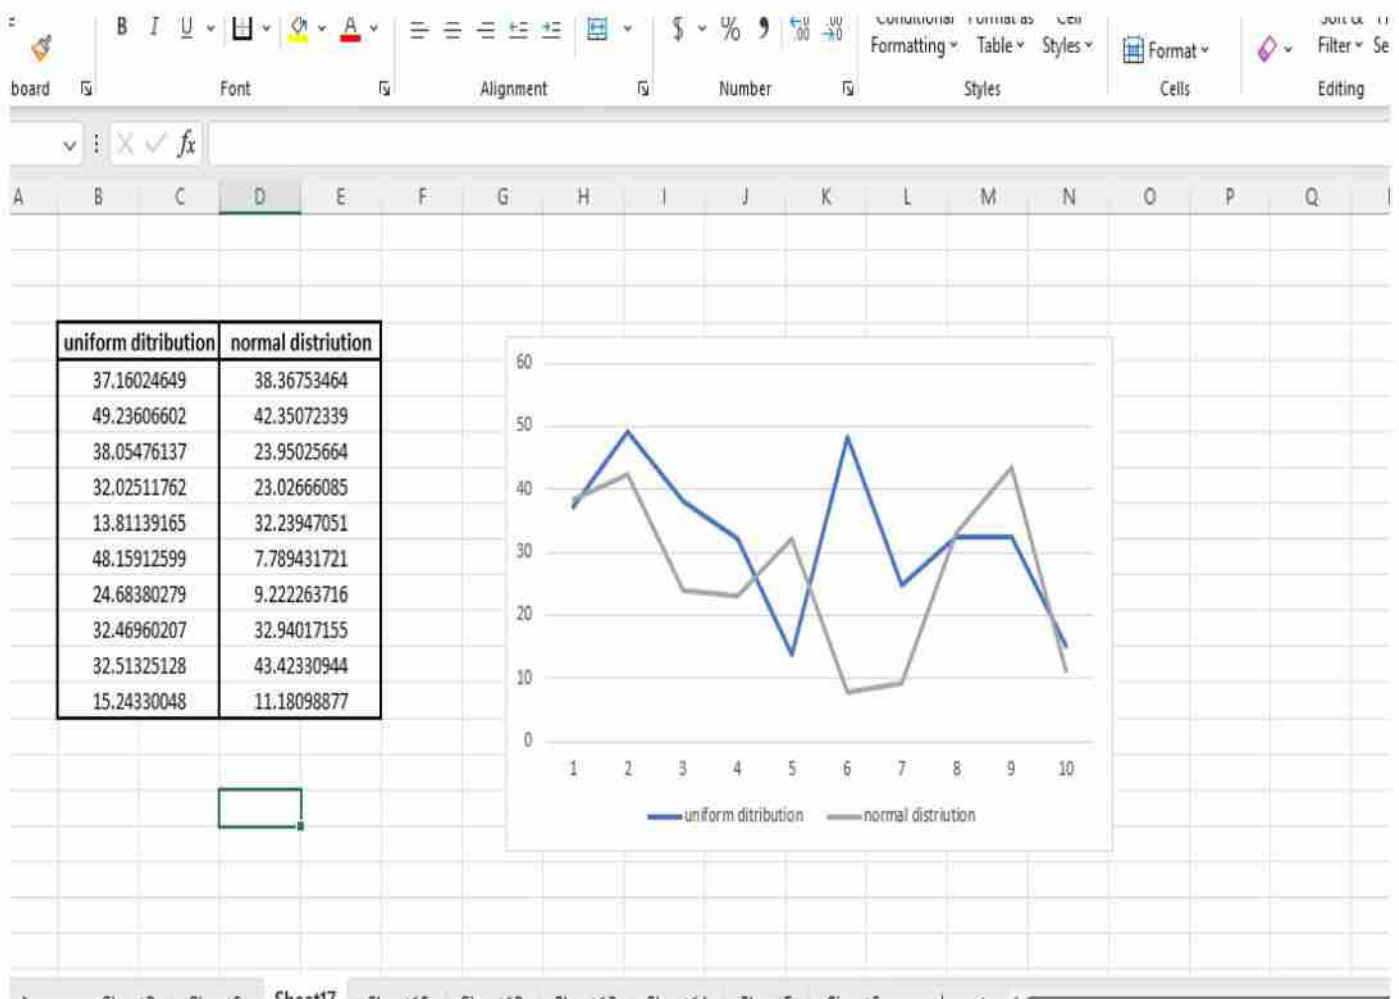 B I U A $ % , Formatting Table Styles Format Filter Se
board Font Alignment Number Styles Cells Editing
fx
A B C D E F G H I J K L M N O P Q
uniform ditribution normal distriution
37.16024649 38.36753464
49.23606602 42.35072339
38.05476137 23.95025664
32.02511762 23.02666085
13.81139165 32.23947051
48.15912599 7.789431721
24.68380279 9.222263716
32.46960207 32.94017155
32.51325128 43.42330944
15.24330048 11.18098877
60
50
40
30
20
10
0
1 2 3 4 5 6 7 8 9 10
uniform ditribution normal distriution
Sheet17